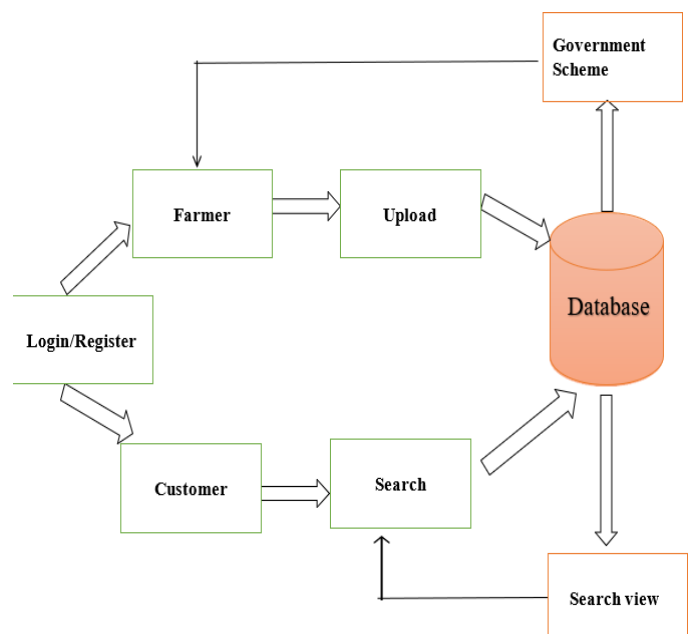 Government
Scheme
Farmer
Upload
Database
Login/Register
Customer
Search
Search view